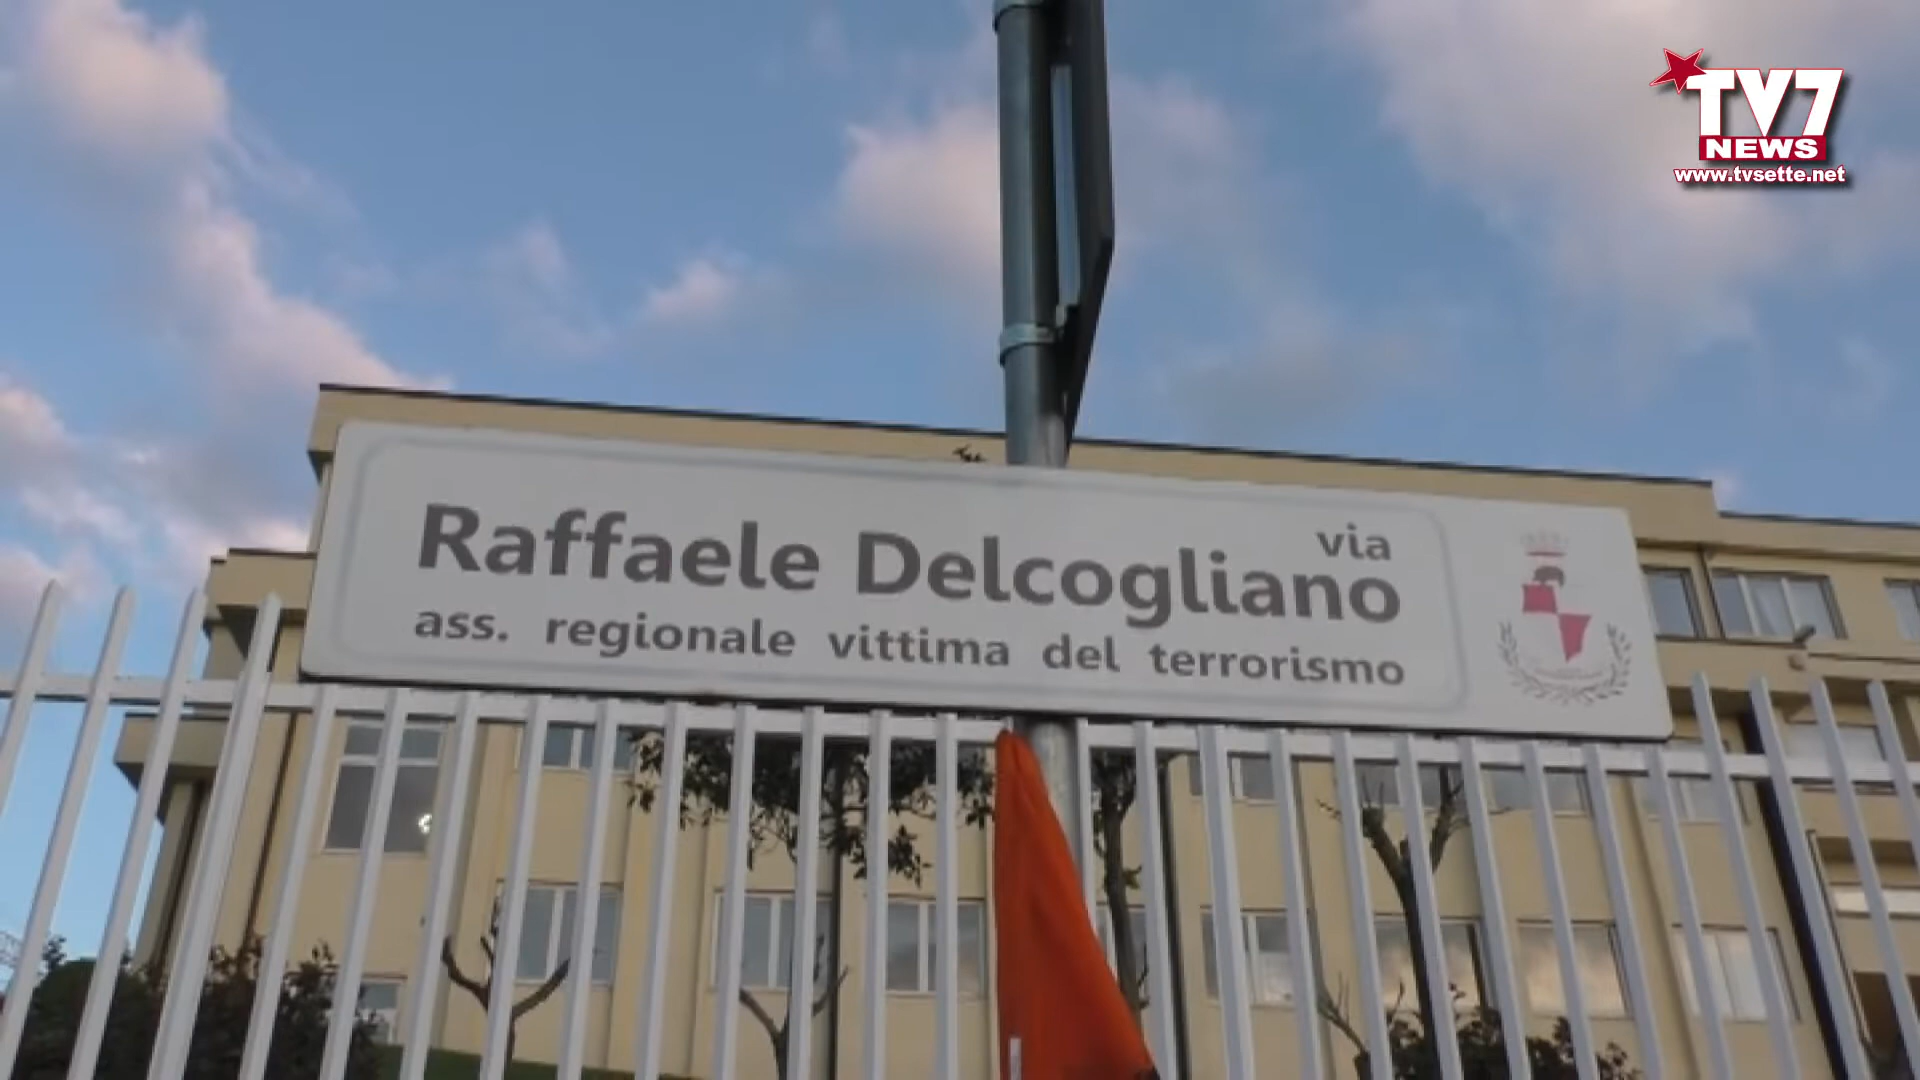 TV7
NEWS
www.tvsette.net
via
Raffaele Delcogliano
ass. regionale vittima del terrorismo